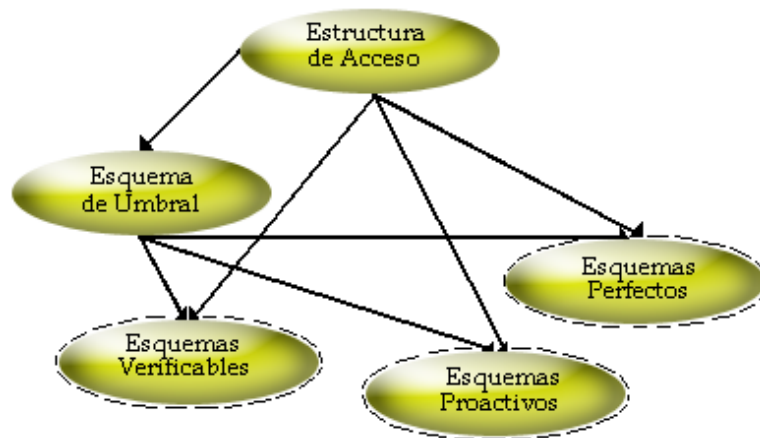 Estructura
de Acceso
Esquema
de Umbral
Esquemas
Perfectos
Esquemas
Verificables
Esquemas
Proactivos